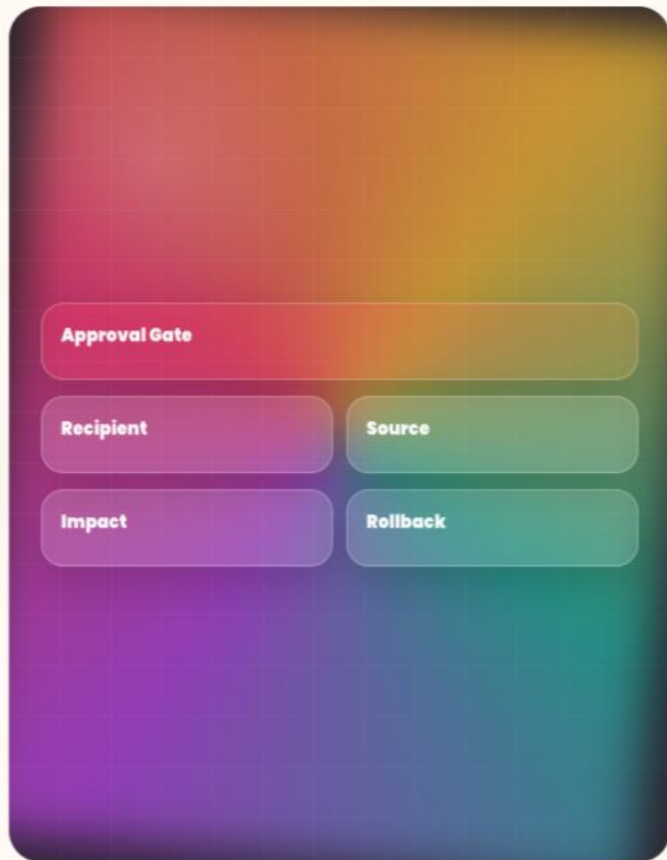 Approval Gate
Recipient
Source
Impact
Rollback